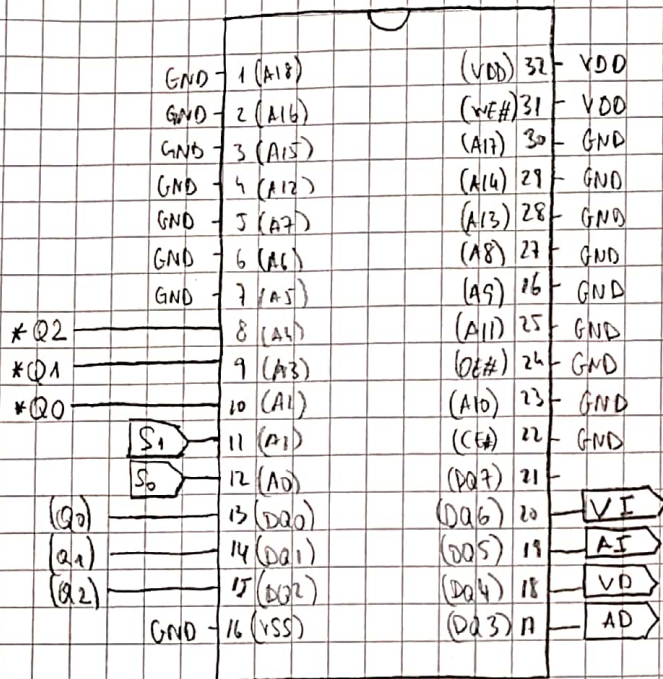 GND 1 (A18) (VDD) 32 VDD
GND 2 (A16) (WE#) 31 VDD
GND 3 (A15) (A17) 30 GND
GND 4 (A12) (A14) 29 GND
GND 5 (A7) (A13) 28 GND
GND 6 (A6) (A8) 27 GND
GND 7 (A5) (A9) 26 GND
*Q2 8 (A4) (A11) 25 GND
*Q1 9 (A3) (OE#) 24 GND
*Q0 10 (A2) (A10) 23 GND
S1 11 (A1) (CE#) 22 GND
S0 12 (A0) (DQ7) 21
(Q0) 13 (DQ0) (DQ6) 20 VI
(Q1) 14 (DQ1) (DQ5) 19 AI
(Q2) 15 (DQ2) (DQ4) 18 VD
GND 16 (VSS) (DQ3) 17 AD